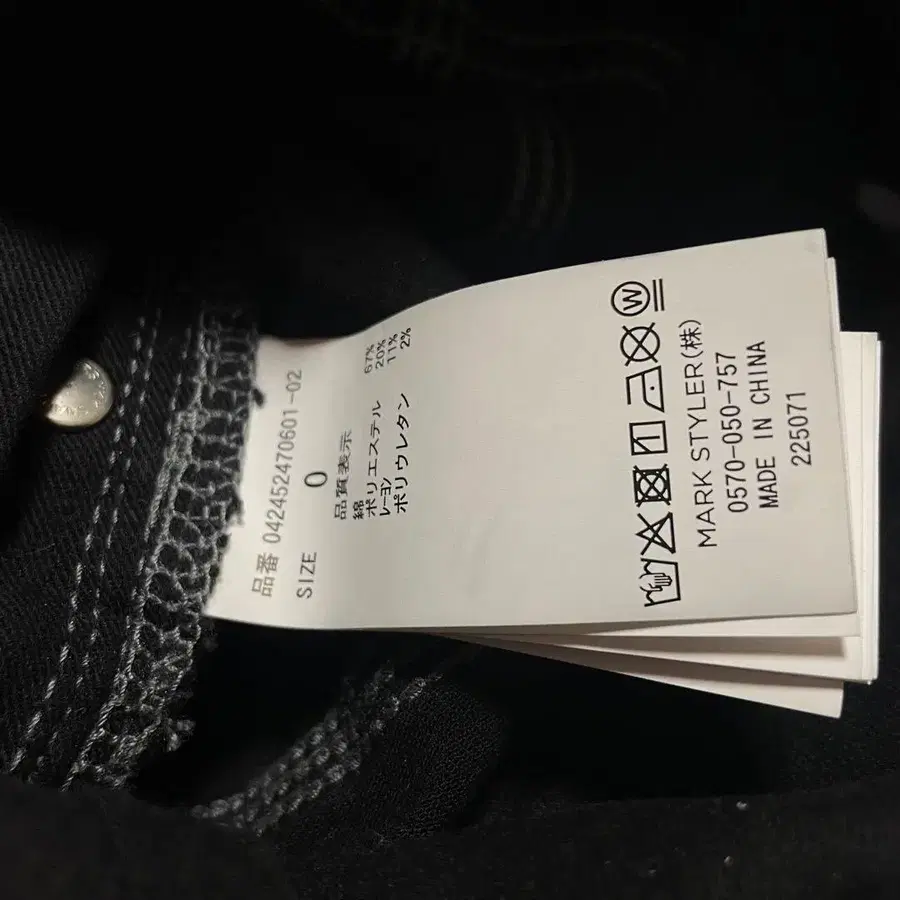 品番 042452470601-02
SIZE 0
品質表示
綿 67%
ポリエステル 20%
レーヨン 11%
ポリウレタン 2%
W
MARK STYLER(株)
0570-050-757
MADE IN CHINA
225071